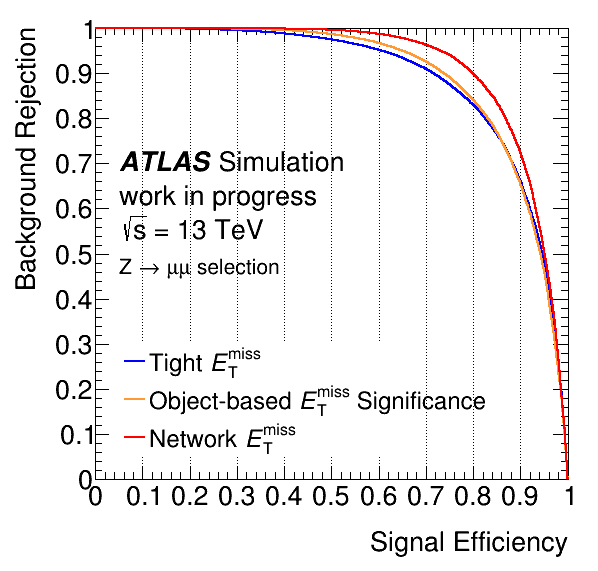 Background Rejection
1
0.9
0.8
0.7
0.6
0.5
0.4
0.3
0.2
0.1
0
ATLAS Simulation
work in progress
√s = 13 TeV
Z → μμ selection
Tight E_T^miss
Object-based E_T^miss Significance
Network E_T^miss
0 0.1 0.2 0.3 0.4 0.5 0.6 0.7 0.8 0.9 1
Signal Efficiency